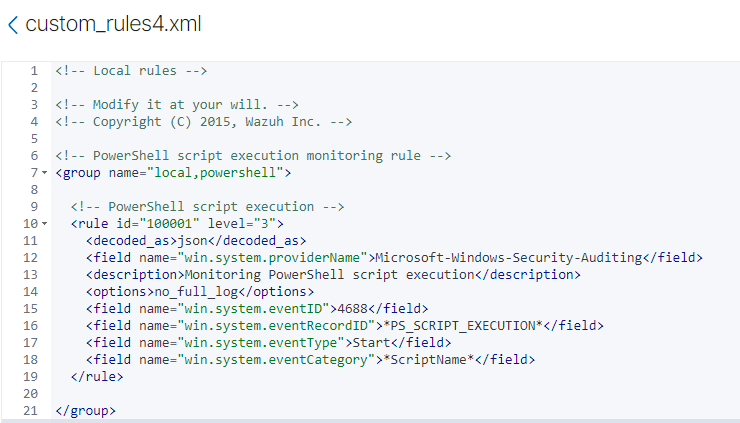 custom_rules4.xml
1 <!-- Local rules -->
2
3 <!-- Modify it at your will. -->
4 <!-- Copyright (C) 2015, Wazuh Inc. -->
5
6 <!-- PowerShell script execution monitoring rule -->
7 <group name="local,powershell">
8
9 <!-- PowerShell script execution -->
10 <rule id="100001" level="3">
11 <decoded_as>json</decoded_as>
12 <field name="win.system.providerName">Microsoft-Windows-Security-Auditing</field>
13 <description>Monitoring PowerShell script execution</description>
14 <options>no_full_log</options>
15 <field name="win.system.eventID">4688</field>
16 <field name="win.system.eventRecordID">*PS_SCRIPT_EXECUTION*</field>
17 <field name="win.system.eventType">Start</field>
18 <field name="win.system.eventCategory">*ScriptName*</field>
19 </rule>
20
21 </group>